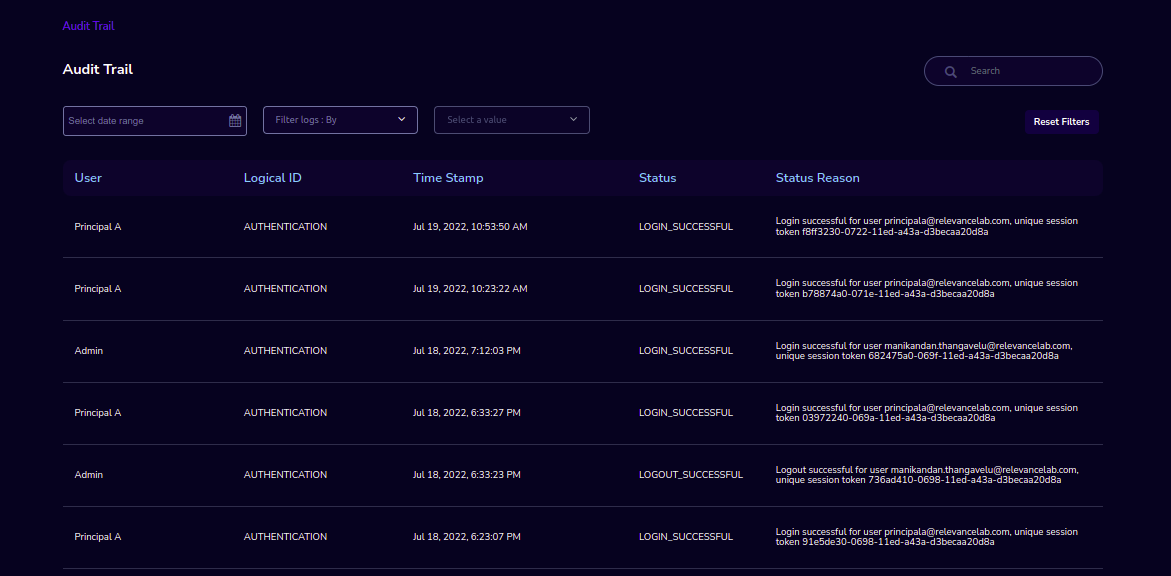 Audit Trail
Audit Trail
Search
Select date range
Filter logs : By
Select a value
Reset Filters
User Logical ID Time Stamp Status Status Reason
Principal A AUTHENTICATION Jul 19, 2022, 10:53:50 AM LOGIN_SUCCESSFUL Login successful for user principala@relevancelab.com, unique session
token f8ff3230-0722-11ed-a43a-d3becaa20d8a
Principal A AUTHENTICATION Jul 19, 2022, 10:23:22 AM LOGIN_SUCCESSFUL Login successful for user principala@relevancelab.com, unique session
token b78874a0-071e-11ed-a43a-d3becaa20d8a
Admin AUTHENTICATION Jul 18, 2022, 7:12:03 PM LOGIN_SUCCESSFUL Login successful for user manikandan.thangavelu@relevancelab.com,
unique session token 682475a0-069f-11ed-a43a-d3becaa20d8a
Principal A AUTHENTICATION Jul 18, 2022, 6:33:27 PM LOGIN_SUCCESSFUL Login successful for user principala@relevancelab.com, unique session
token 03972240-069a-11ed-a43a-d3becaa20d8a
Admin AUTHENTICATION Jul 18, 2022, 6:33:23 PM LOGOUT_SUCCESSFUL Logout successful for user manikandan.thangavelu@relevancelab.com,
unique session token 736ad410-0698-11ed-a43a-d3becaa20d8a
Principal A AUTHENTICATION Jul 18, 2022, 6:23:07 PM LOGIN_SUCCESSFUL Login successful for user principala@relevancelab.com, unique session
token 91e5de30-0698-11ed-a43a-d3becaa20d8a